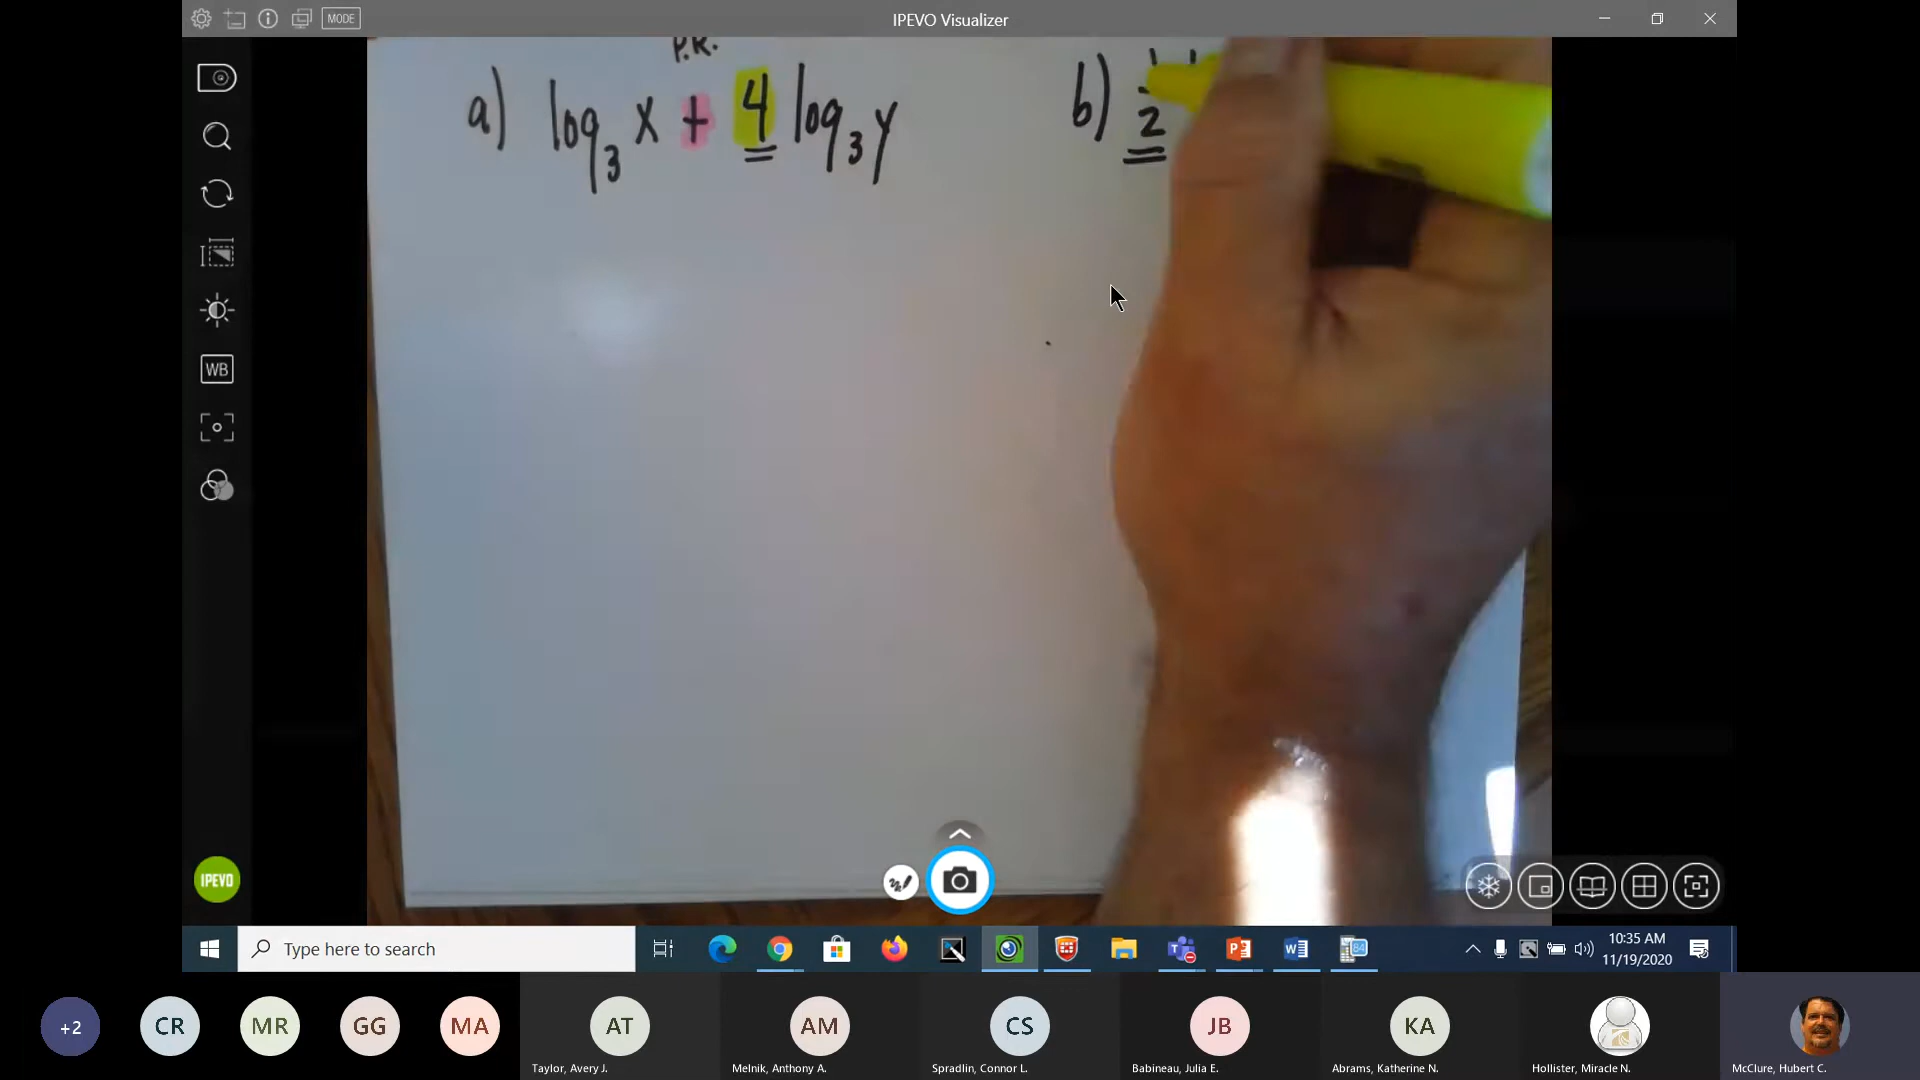 IPEVO Visualizer
MODE
P.R.
a) log₃ x + 4 log₃ y
b) 1/2
WB
IPEVO
Type here to search
84
10:35 AM
11/19/2020
+2
CR
MR
GG
MA
AT
AM
CS
JB
KA
Taylor, Avery J.
Melnik, Anthony A.
Spradlin, Connor L.
Babineau, Julia E.
Abrams, Katherine N.
Hollister, Miracle N.
McClure, Hubert C.